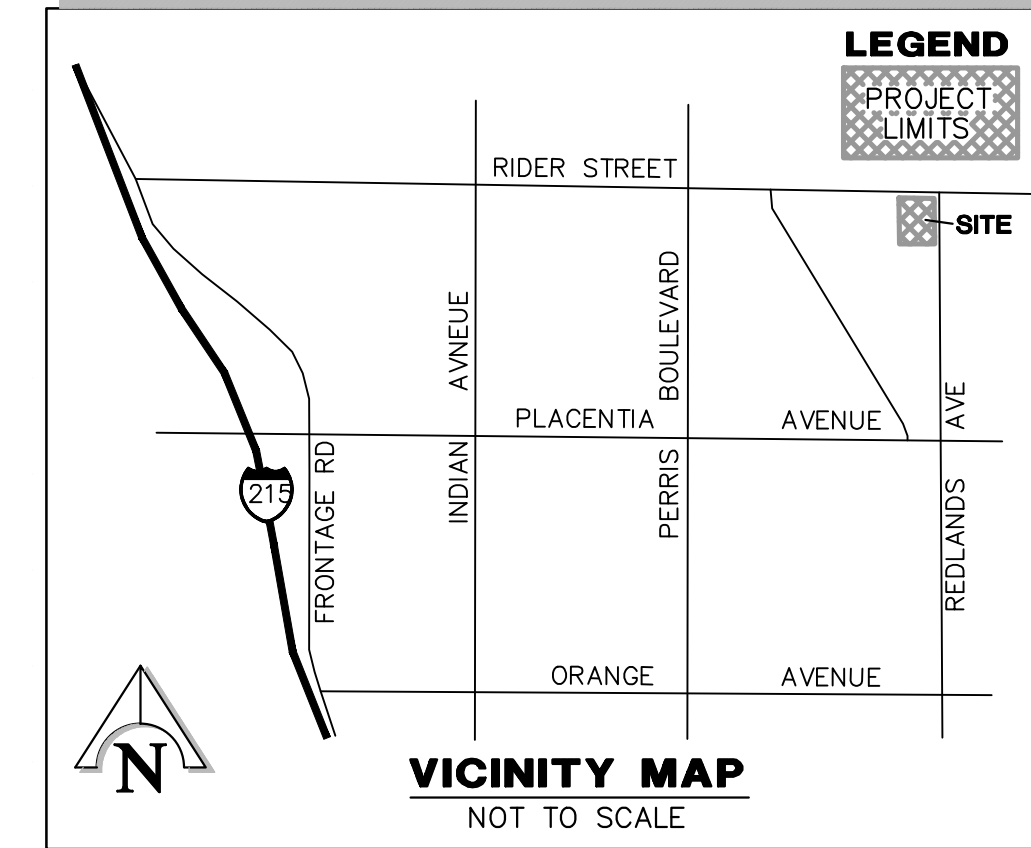 LEGEND
PROJECT
LIMITS
RIDER STREET
SITE
INDIAN AVNEUE
PERRIS BOULEVARD
PLACENTIA AVENUE
REDLANDS AVE
215
FRONTAGE RD
ORANGE AVENUE
N
VICINITY MAP
NOT TO SCALE